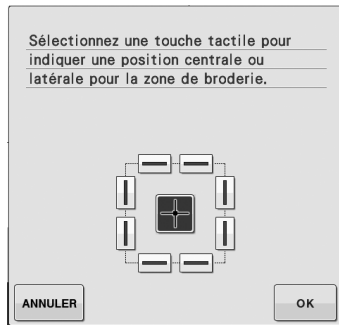 Sélectionnez une touche tactile pour
indiquer une position centrale ou
latérale pour la zone de broderie.
ANNULER
OK